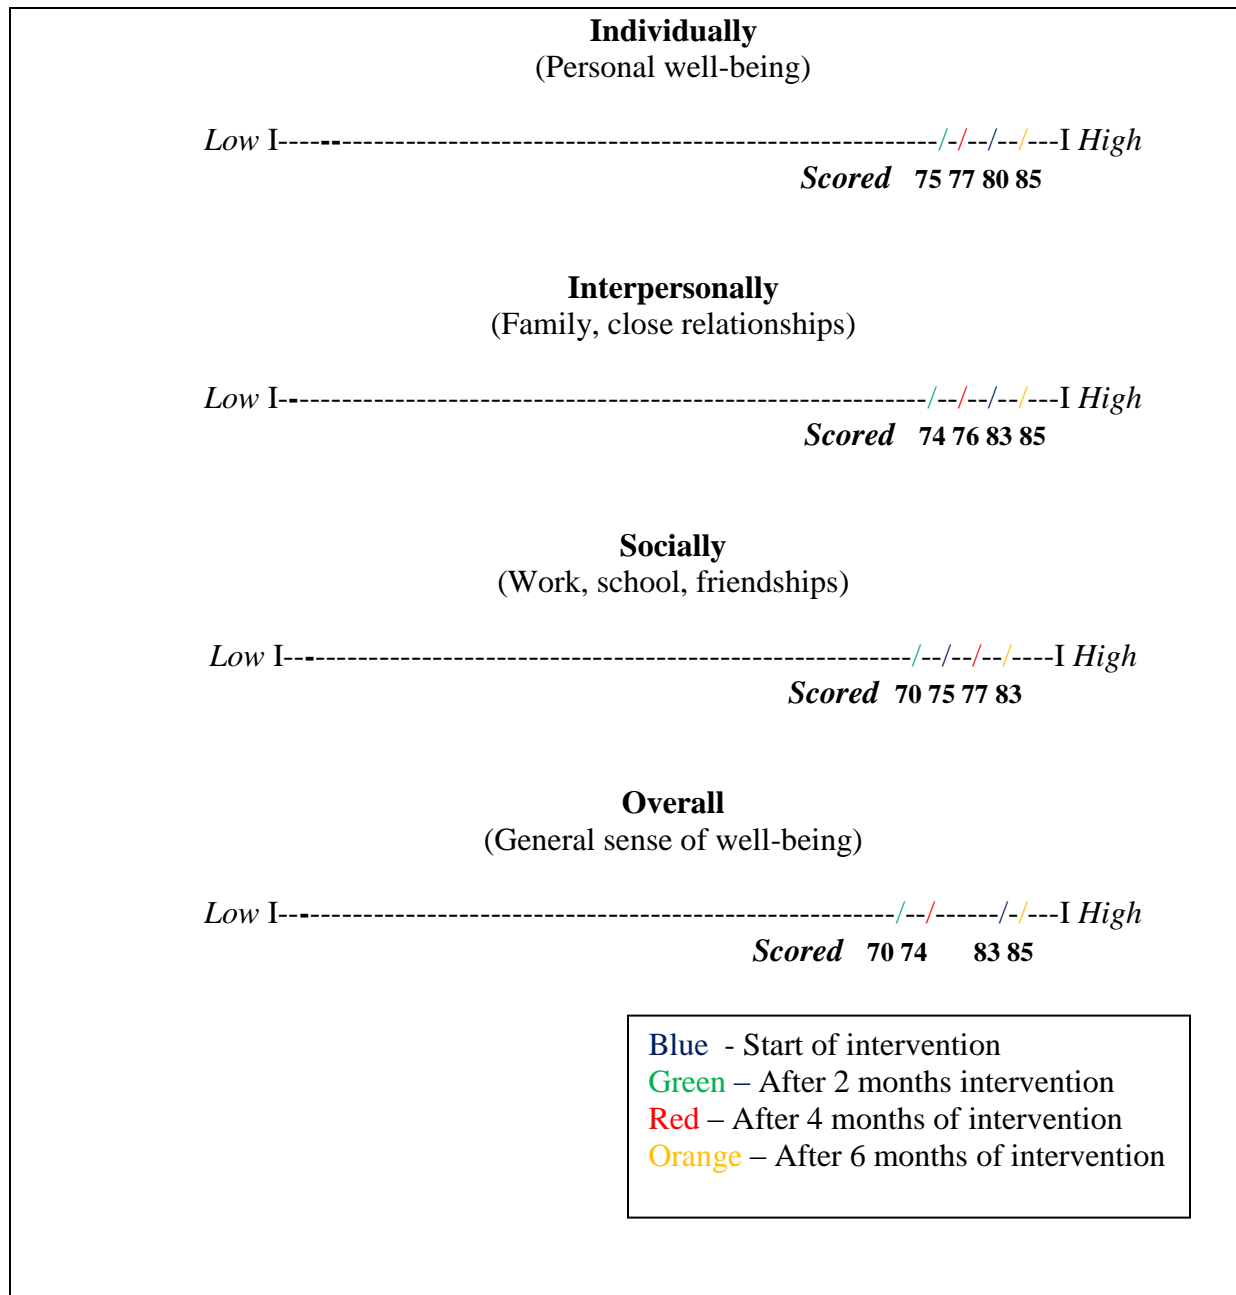 Individually
(Personal well-being)
Low I----------------------------------------------------------------/-/--/--/---I High
Scored 75 77 80 85
Interpersonally
(Family, close relationships)
Low I---------------------------------------------------------------/--/--/--/---I High
Scored 74 76 83 85
Socially
(Work, school, friendships)
Low I-------------------------------------------------------------/--/--/--/----I High
Scored 70 75 77 83
Overall
(General sense of well-being)
Low I------------------------------------------------------------/--/-------/-/---I High
Scored 70 74 83 85
Blue - Start of intervention
Green – After 2 months intervention
Red – After 4 months of intervention
Orange – After 6 months of intervention